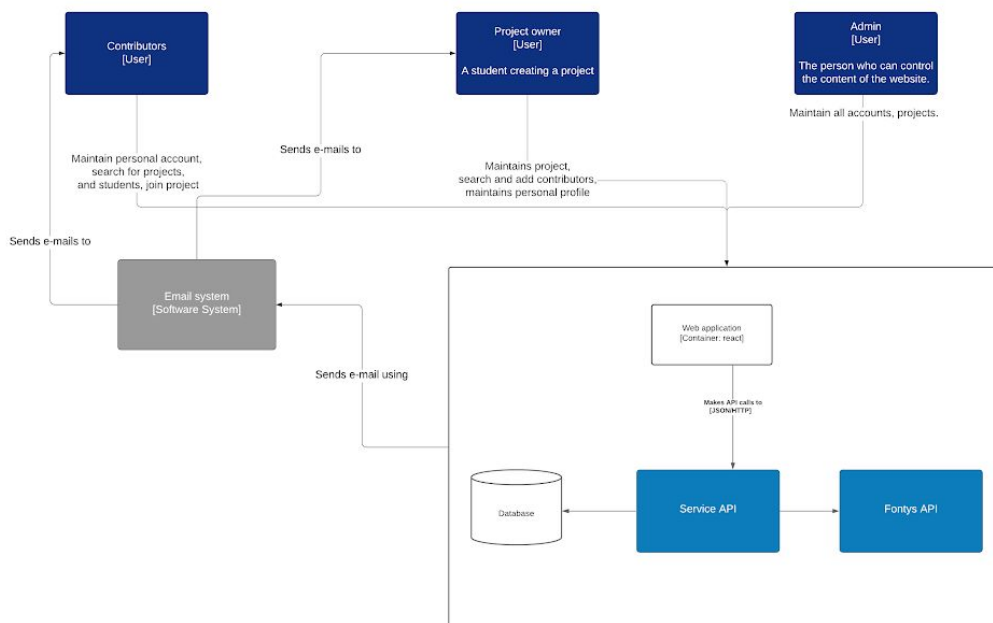 Contributors
[User]
Project owner
[User]
A student creating a project
Admin
[User]
The person who can control
the content of the website.
Maintain all accounts, projects.
Sends e-mails to
Maintain personal account,
search for projects,
and students, join project
Maintains project,
search and add contributors,
maintains personal profile
Sends e-mails to
Email system
[Software System]
Web application
[Container: react]
Sends e-mail using
Makes API calls to
[JSON/HTTP]
Database
Service API
Fontys API